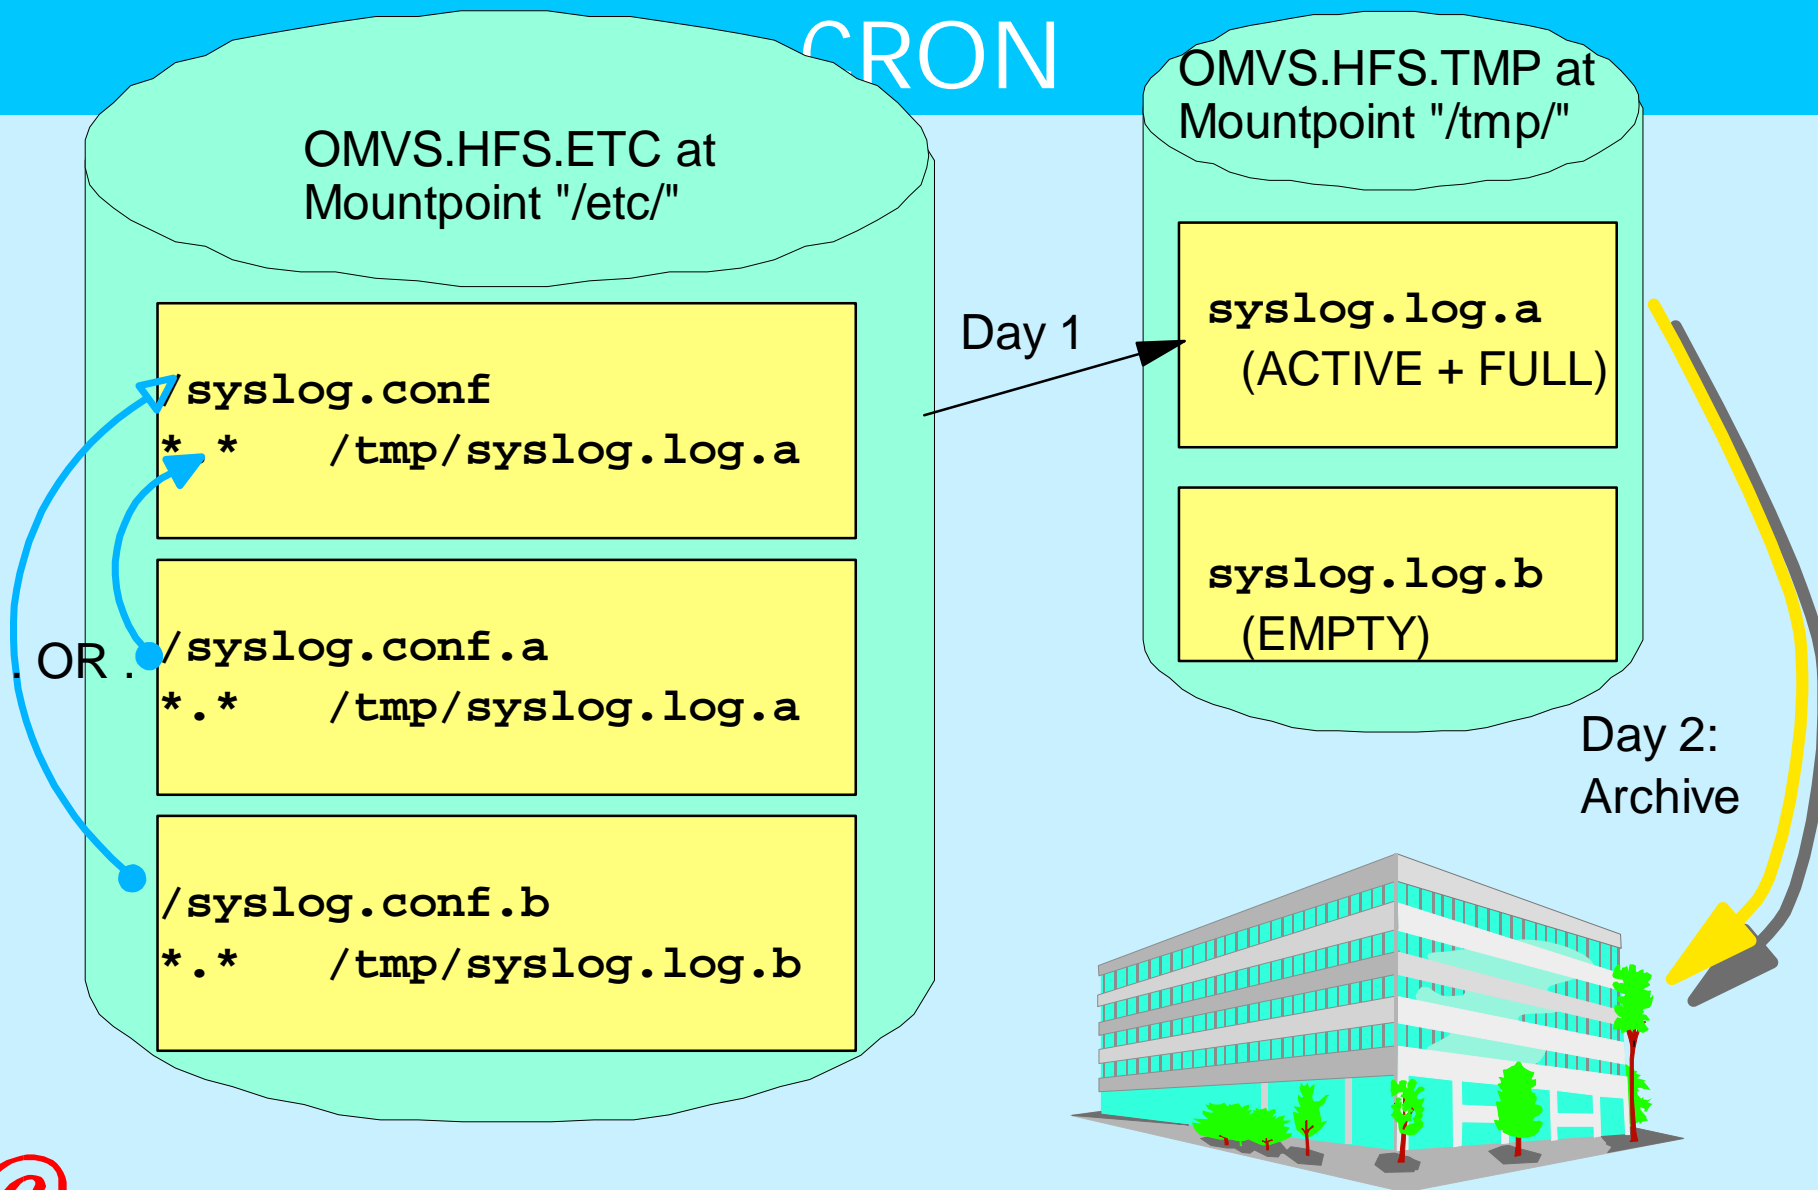 CRON
OMVS.HFS.ETC at
Mountpoint "/etc/"
/syslog.conf
*.* /tmp/syslog.log.a
/syslog.conf.a
*.* /tmp/syslog.log.a
/syslog.conf.b
*.* /tmp/syslog.log.b
. OR .
Day 1
OMVS.HFS.TMP at
Mountpoint "/tmp/"
syslog.log.a
(ACTIVE + FULL)
syslog.log.b
(EMPTY)
Day 2:
Archive